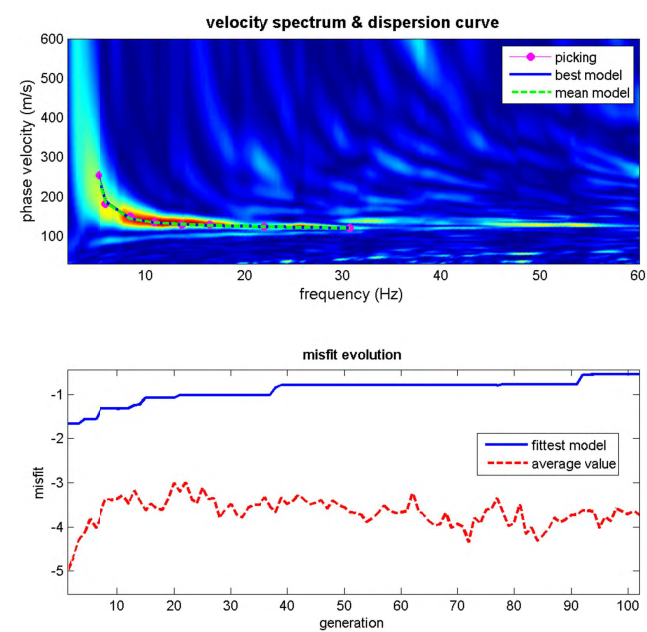 velocity spectrum & dispersion curve
600
500
400
300
200
100
phase velocity (m/s)
picking
best model
mean model
10 20 30 40 50 60
frequency (Hz)
misfit evolution
-1
-2
-3
-4
-5
misfit
fittest model
average value
10 20 30 40 50 60 70 80 90 100
generation